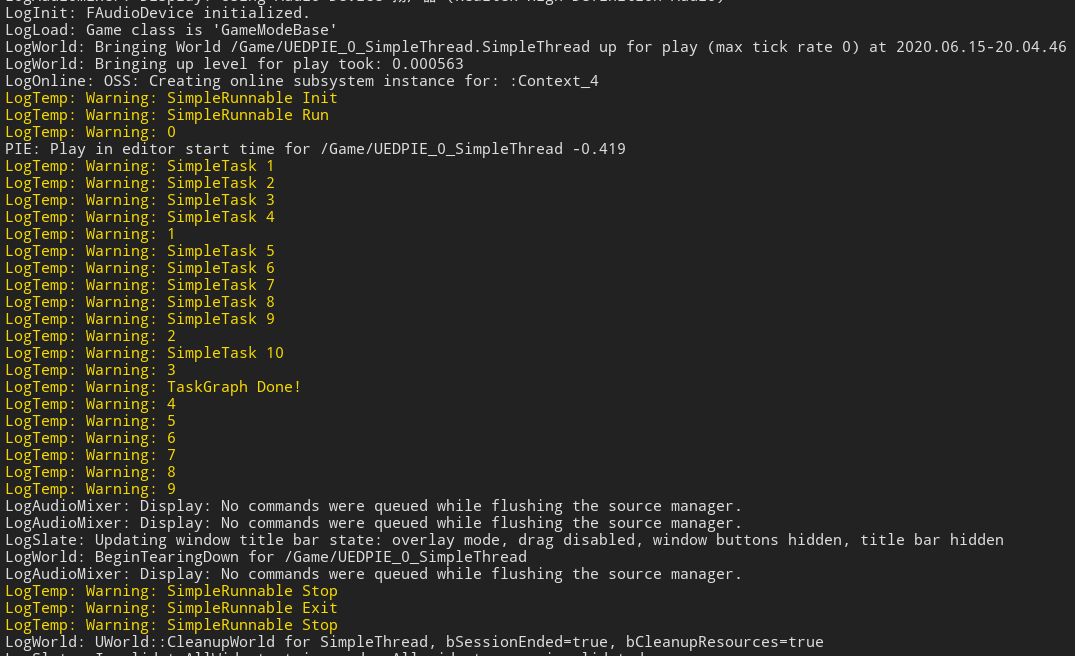 LogInit: FAudioDevice initialized.
LogLoad: Game class is 'GameModeBase'
LogWorld: Bringing World /Game/UEDPIE_0_SimpleThread.SimpleThread up for play (max tick rate 0) at 2020.06.15-20.04.46
LogWorld: Bringing up level for play took: 0.000563
LogOnline: OSS: Creating online subsystem instance for: :Context_4
LogTemp: Warning: SimpleRunnable Init
LogTemp: Warning: SimpleRunnable Run
LogTemp: Warning: 0
PIE: Play in editor start time for /Game/UEDPIE_0_SimpleThread -0.419
LogTemp: Warning: SimpleTask 1
LogTemp: Warning: SimpleTask 2
LogTemp: Warning: SimpleTask 3
LogTemp: Warning: SimpleTask 4
LogTemp: Warning: 1
LogTemp: Warning: SimpleTask 5
LogTemp: Warning: SimpleTask 6
LogTemp: Warning: SimpleTask 7
LogTemp: Warning: SimpleTask 8
LogTemp: Warning: SimpleTask 9
LogTemp: Warning: 2
LogTemp: Warning: SimpleTask 10
LogTemp: Warning: 3
LogTemp: Warning: TaskGraph Done!
LogTemp: Warning: 4
LogTemp: Warning: 5
LogTemp: Warning: 6
LogTemp: Warning: 7
LogTemp: Warning: 8
LogTemp: Warning: 9
LogAudioMixer: Display: No commands were queued while flushing the source manager.
LogAudioMixer: Display: No commands were queued while flushing the source manager.
LogSlate: Updating window title bar state: overlay mode, drag disabled, window buttons hidden, title bar hidden
LogWorld: BeginTearingDown for /Game/UEDPIE_0_SimpleThread
LogAudioMixer: Display: No commands were queued while flushing the source manager.
LogTemp: Warning: SimpleRunnable Stop
LogTemp: Warning: SimpleRunnable Exit
LogTemp: Warning: SimpleRunnable Stop
LogWorld: UWorld::CleanupWorld for SimpleThread, bSessionEnded=true, bCleanupResources=true